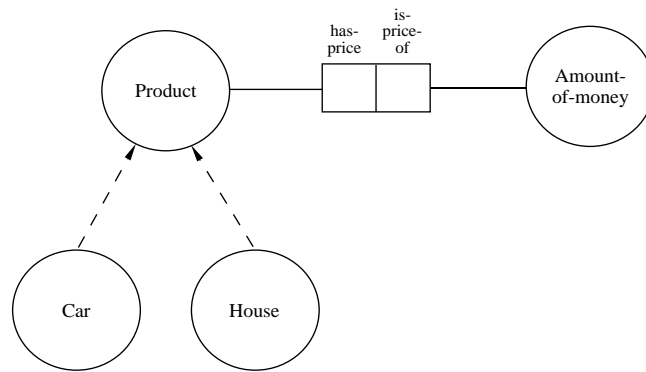 is-
has- price-
price of
Product
Amount-
of-money
Car
House